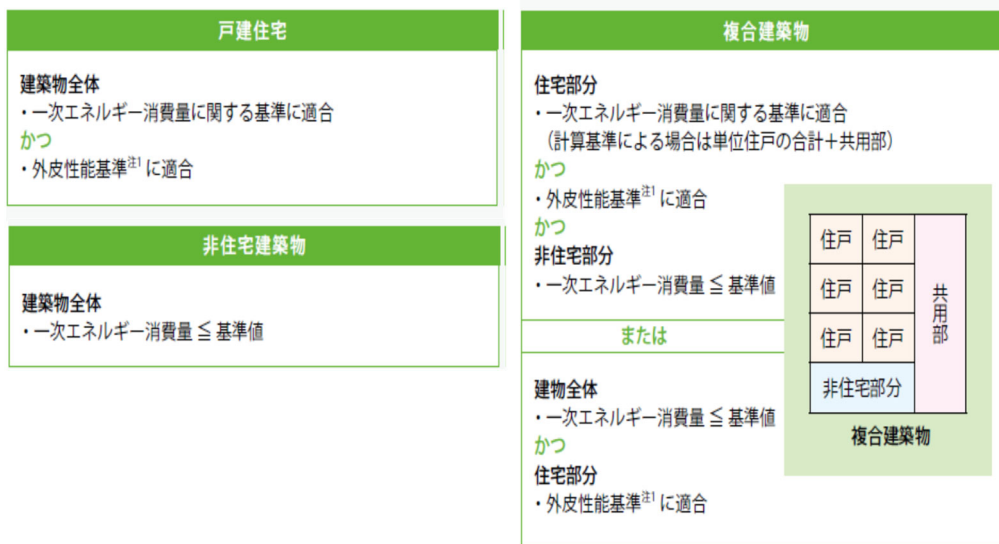 戸建住宅
建築物全体
・一次エネルギー消費量に関する基準に適合
かつ
・外皮性能基準注1 に適合
非住宅建築物
建築物全体
・一次エネルギー消費量 ≦ 基準値
複合建築物
住宅部分
・一次エネルギー消費量に関する基準に適合
（計算基準による場合は単位住戸の合計＋共用部）
かつ
・外皮性能基準注1 に適合
かつ
非住宅部分
・一次エネルギー消費量 ≦ 基準値
または
建物全体
・一次エネルギー消費量 ≦ 基準値
かつ
住宅部分
・外皮性能基準注1 に適合
住戸 住戸
住戸 住戸
住戸 住戸
共用部
非住宅部分
複合建築物